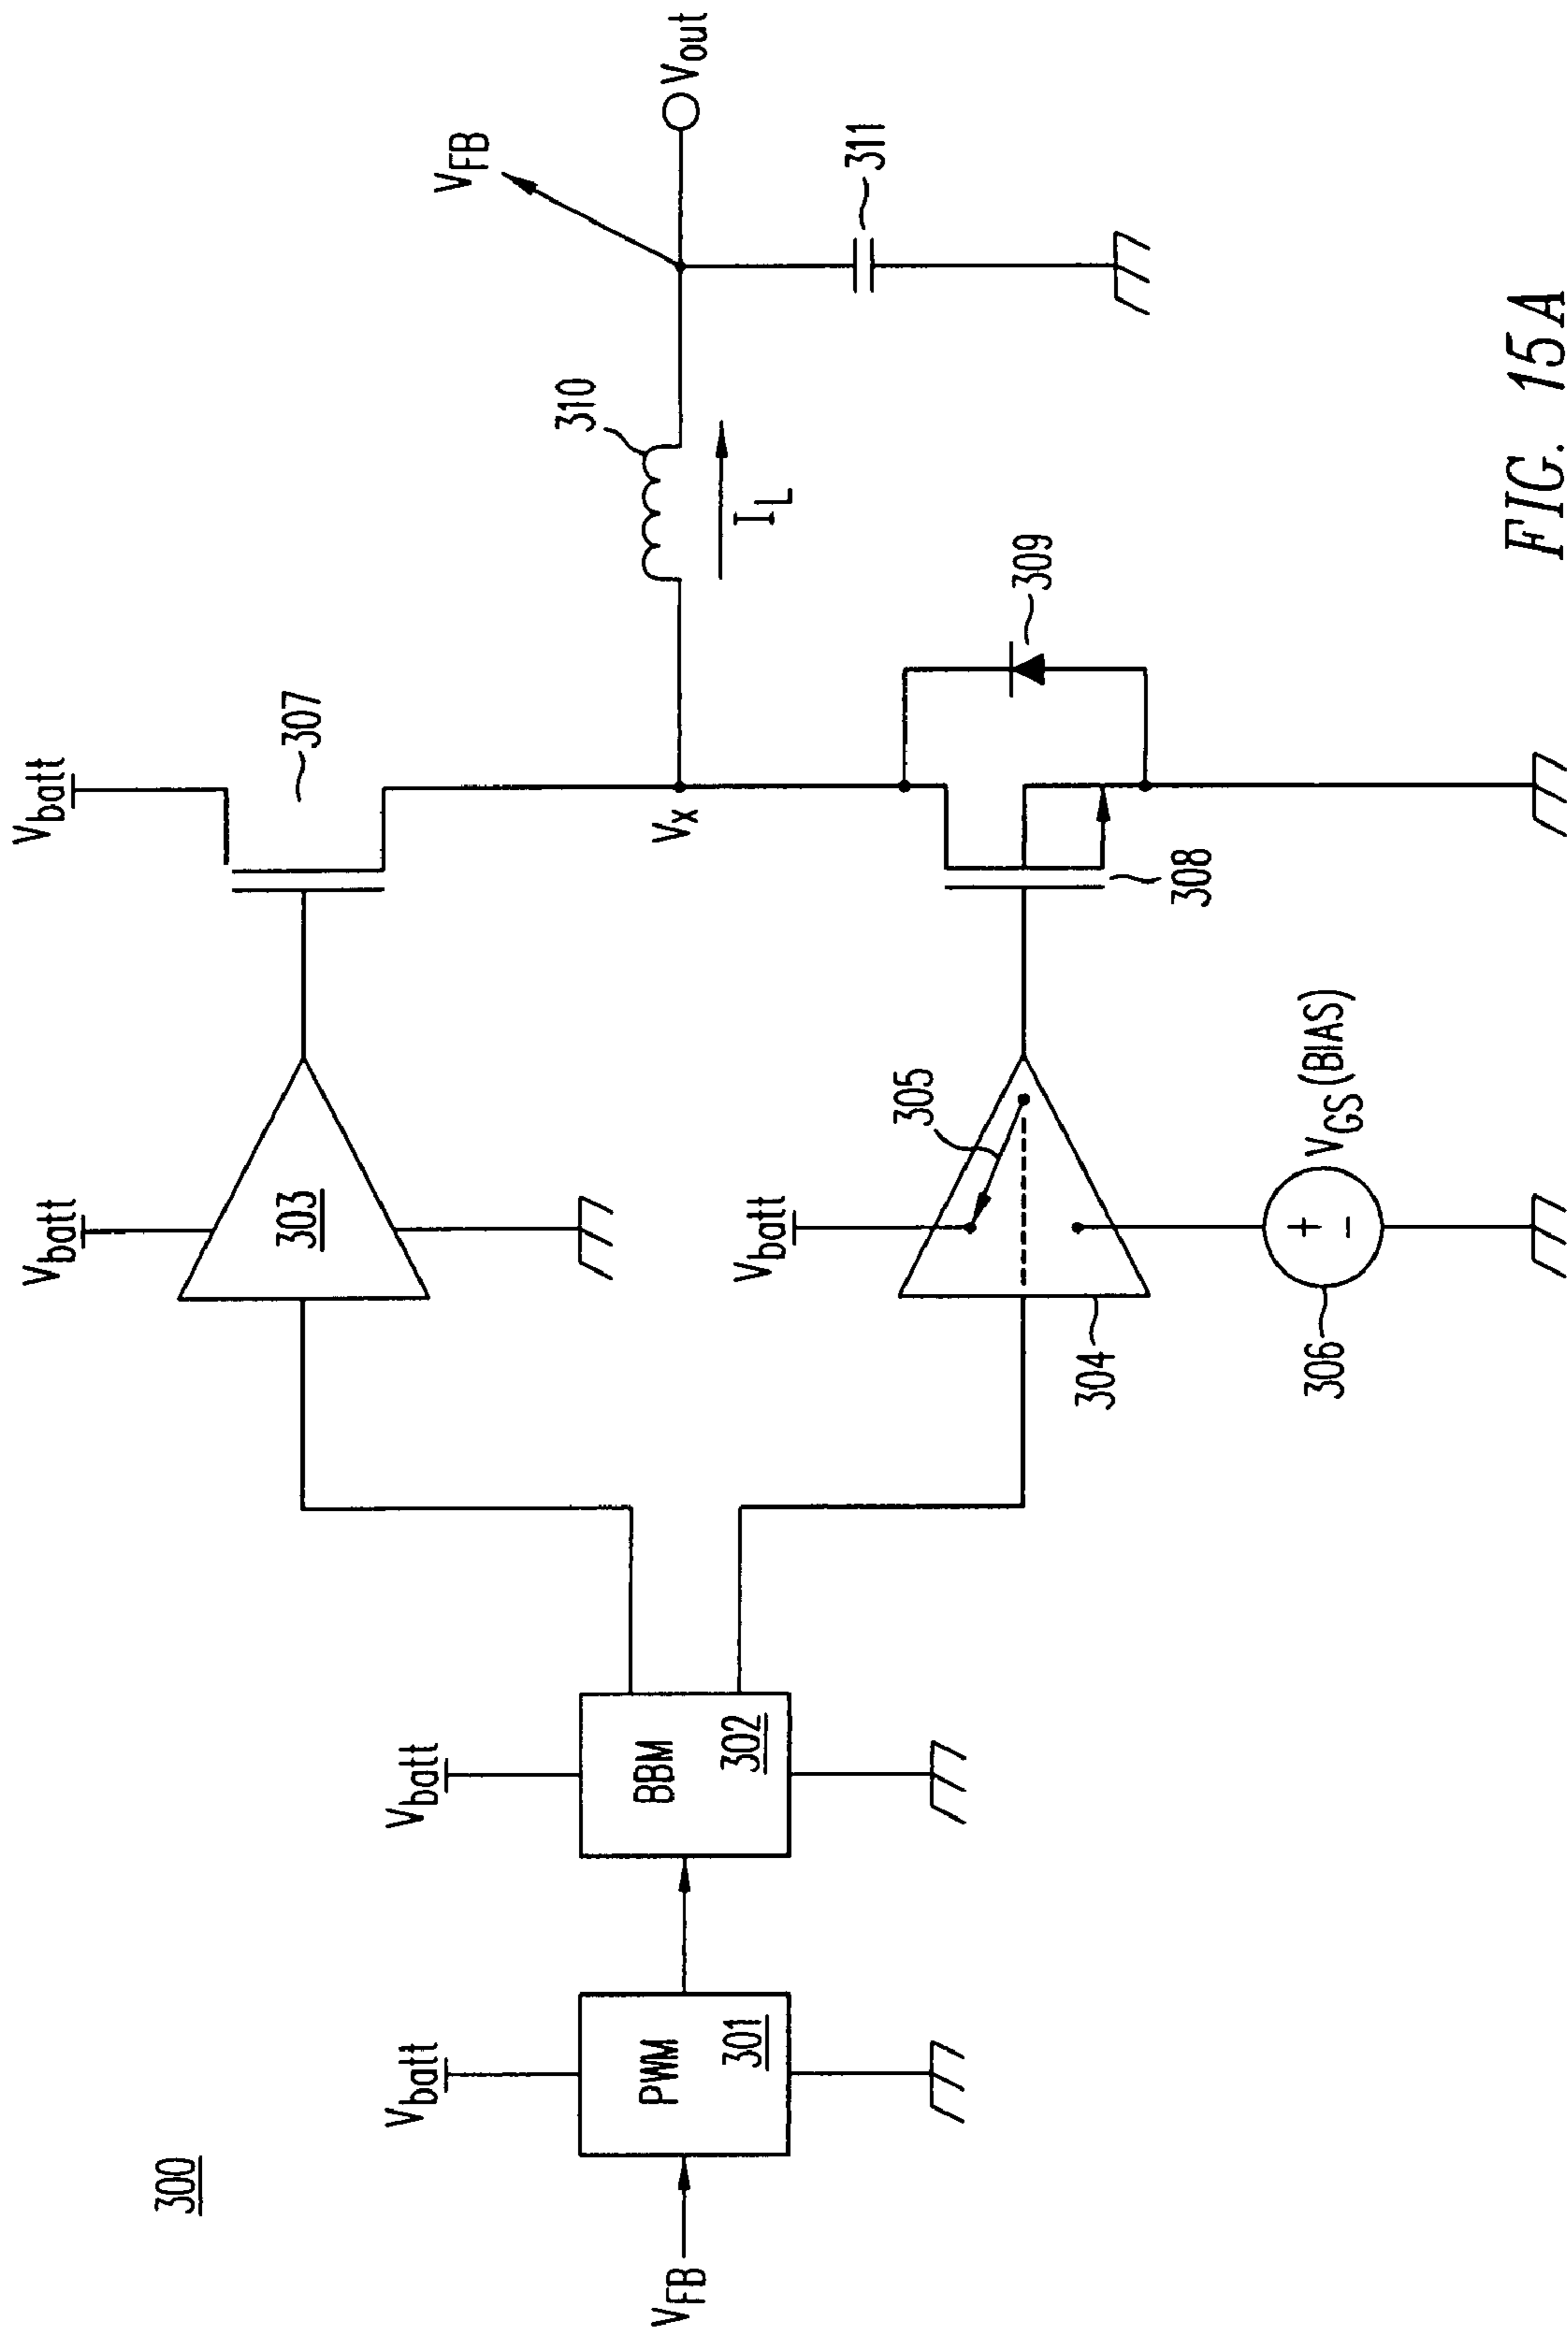 300
V_FB
V_batt
PWM
301
V_batt
BBM
302
V_batt
303
V_batt
305
304
306
V_GS (BIAS)
V_batt
307
V_X
308
309
310
I_L
V_FB
V_out
311
FIG. 15A